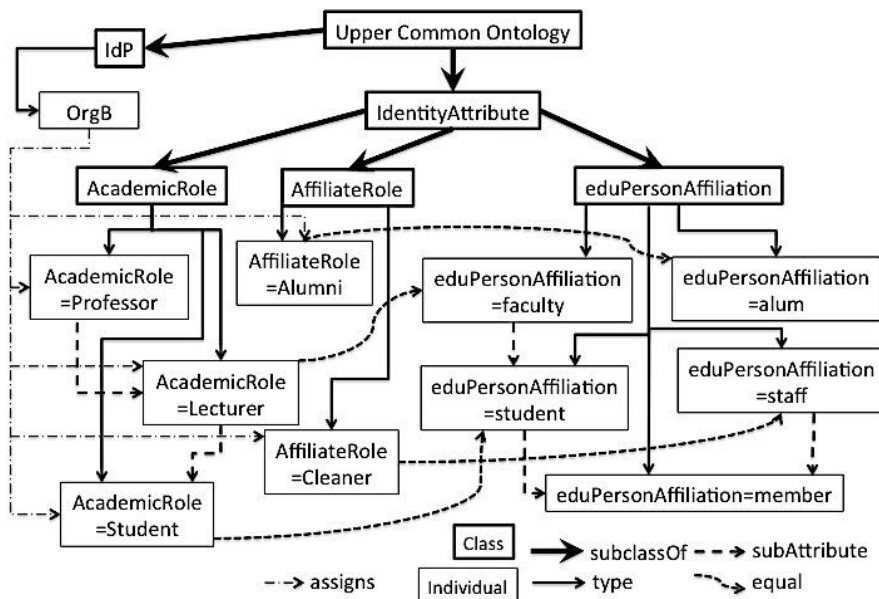 Upper Common Ontology
IdP
OrgB
IdentityAttribute
AcademicRole
AffiliateRole
eduPersonAffiliation
AcademicRole
=Professor
AffiliateRole
=Alumni
eduPersonAffiliation
=faculty
eduPersonAffiliation
=alum
AcademicRole
=Lecturer
eduPersonAffiliation
=student
eduPersonAffiliation
=staff
AffiliateRole
=Cleaner
AcademicRole
=Student
eduPersonAffiliation=member
Class
subclassOf
subAttribute
assigns
Individual
type
equal